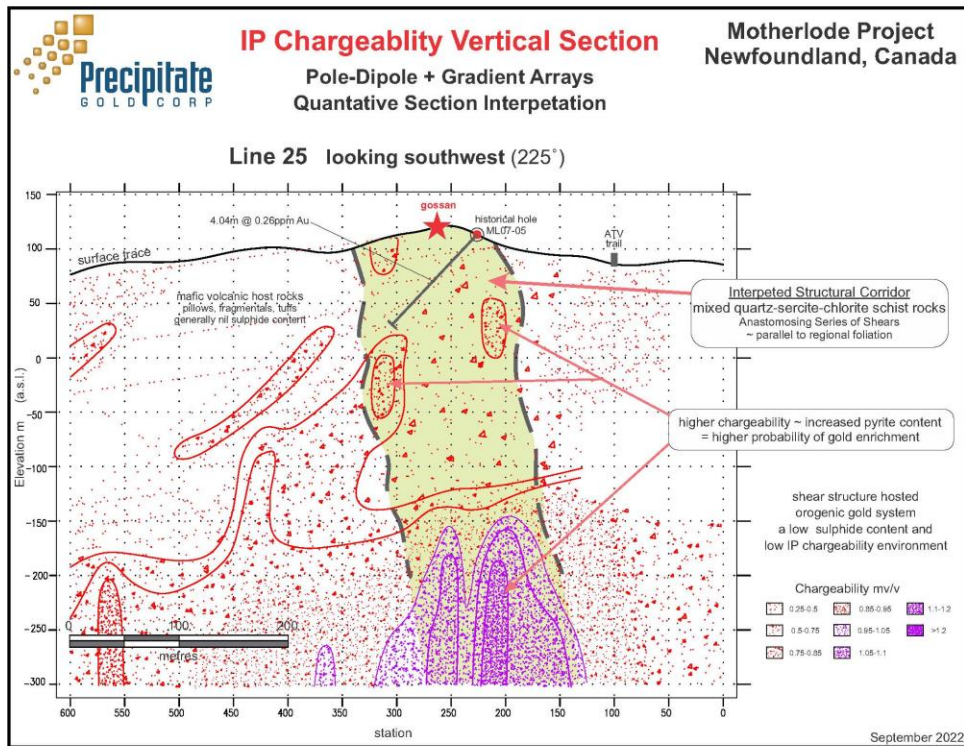 Precipitate
GOLD CORP
IP Chargeablity Vertical Section
Pole-Dipole + Gradient Arrays
Quantative Section Interpetation
Motherlode Project
Newfoundland, Canada
Line 25 looking southwest (225°)
gossan
4.04m @ 0.26ppm Au
historical hole
ML07-05
ATV
trail
surface trace
mafic volcanic host rocks
pillows, fragmentals, tuffs
generally nil sulphide content
Interpeted Structural Corridor
mixed quartz-sercite-chlorite schist rocks
Anastomosing Series of Shears
~ parallel to regional foliation
higher chargeability ~ increased pyrite content
= higher probability of gold enrichment
shear structure hosted
orogenic gold system
a low sulphide content and
low IP chargeability environment
Chargeability mv/v
0.25-0.5
0.5-0.75
0.75-0.85
0.85-0.95
0.95-1.05
1.05-1.1
1.1-1.2
>1.2
Elevation m (a.s.l.)
150
100
50
0
-50
-100
-150
-200
-250
-300
0 100 200
metres
600 550 500 450 400 350 300 250 200 150 100 50 0
station
September 2022